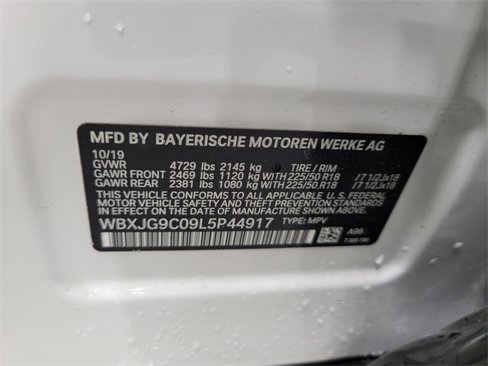 MFD BY BAYERISCHE MOTOREN WERKE AG
10/19
GVWR 4729 lbs 2145 kg TIRE / RIM
GAWR FRONT 2469 lbs 1120 kg WITH 225/50 R18 /7 1/2Jx18
GAWR REAR 2381 lbs 1080 kg WITH 225/50 R18 /7 1/2Jx18
THIS VEHICLE CONFORMS TO ALL APPLICABLE U.S. FEDERAL
MOTOR VEHICLE SAFETY, BUMPER, AND THEFT PREVENTION
STANDARDS IN EFFECT ON THE DATE OF MANUFACTURE SHOWN ABOVE.
WBXJG9C09L5P44917 TYPE: MPV
A96